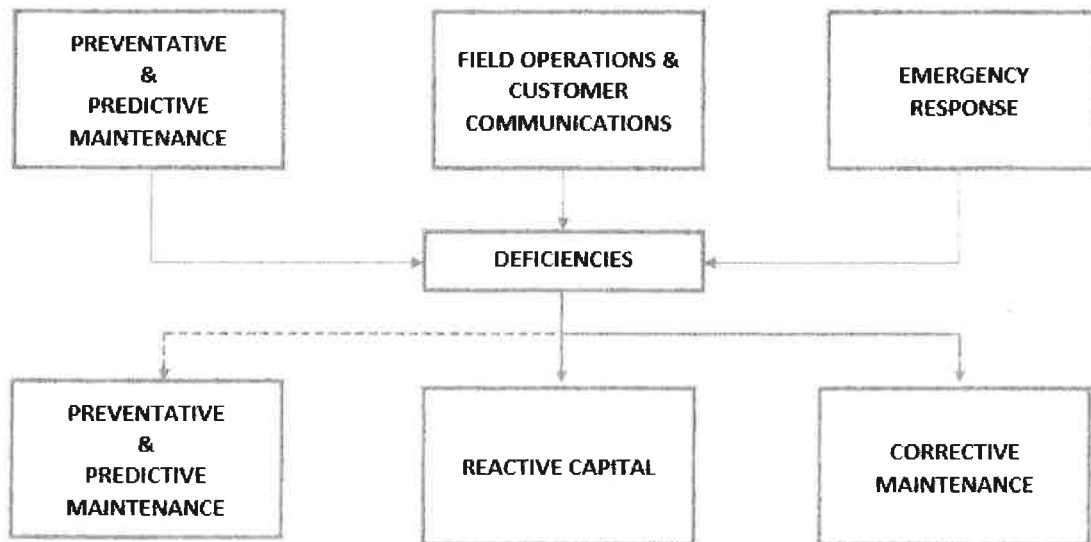 PREVENTATIVE
&
PREDICTIVE
MAINTENANCE
FIELD OPERATIONS &
CUSTOMER
COMMUNICATIONS
EMERGENCY
RESPONSE
DEFICIENCIES
PREVENTATIVE
&
PREDICTIVE
MAINTENANCE
REACTIVE CAPITAL
CORRECTIVE
MAINTENANCE